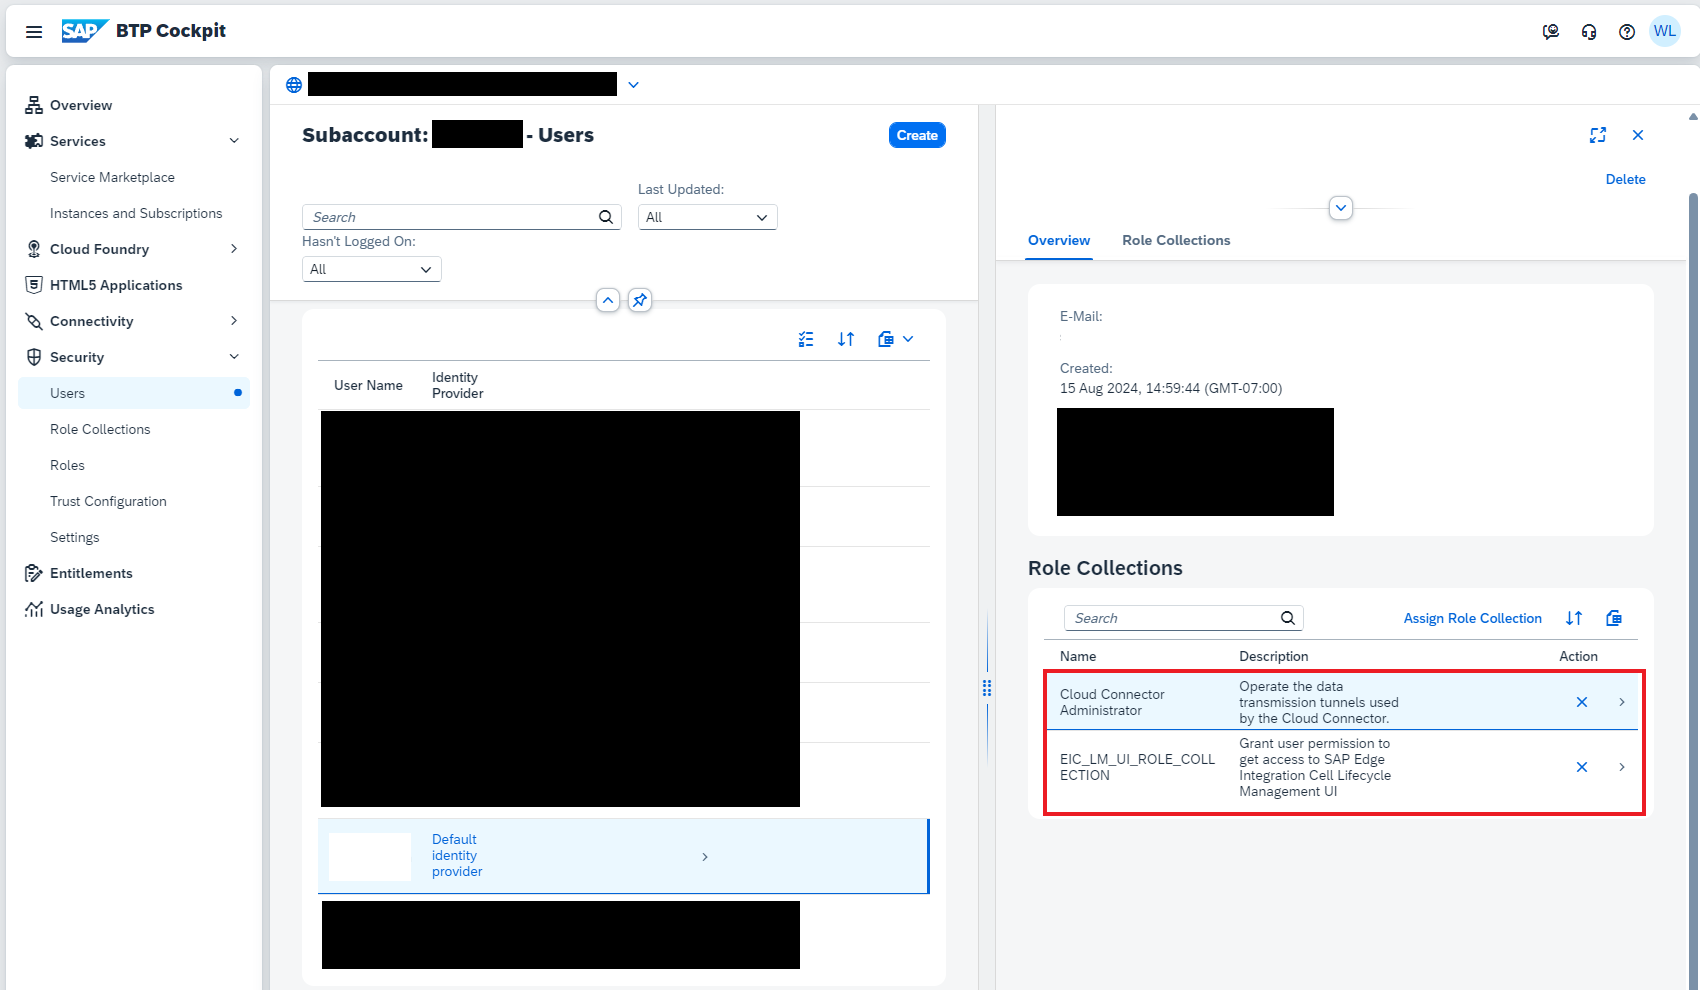 SAP BTP Cockpit
WL
Overview
Services
Service Marketplace
Instances and Subscriptions
Cloud Foundry
HTML5 Applications
Connectivity
Security
Users
Role Collections
Roles
Trust Configuration
Settings
Entitlements
Usage Analytics
Subaccount:
- Users
Create
Last Updated:
Search
All
Hasn't Logged On:
All
User Name
Identity
Provider
Default
identity
provider
Delete
Overview
Role Collections
E-Mail:
Created:
15 Aug 2024, 14:59:44 (GMT-07:00)
Role Collections
Search
Assign Role Collection
Name
Description
Action
Cloud Connector
Administrator
Operate the data
transmission tunnels used
by the Cloud Connector.
EIC_LM_UI_ROLE_COLL
ECTION
Grant user permission to
get access to SAP Edge
Integration Cell Lifecycle
Management UI